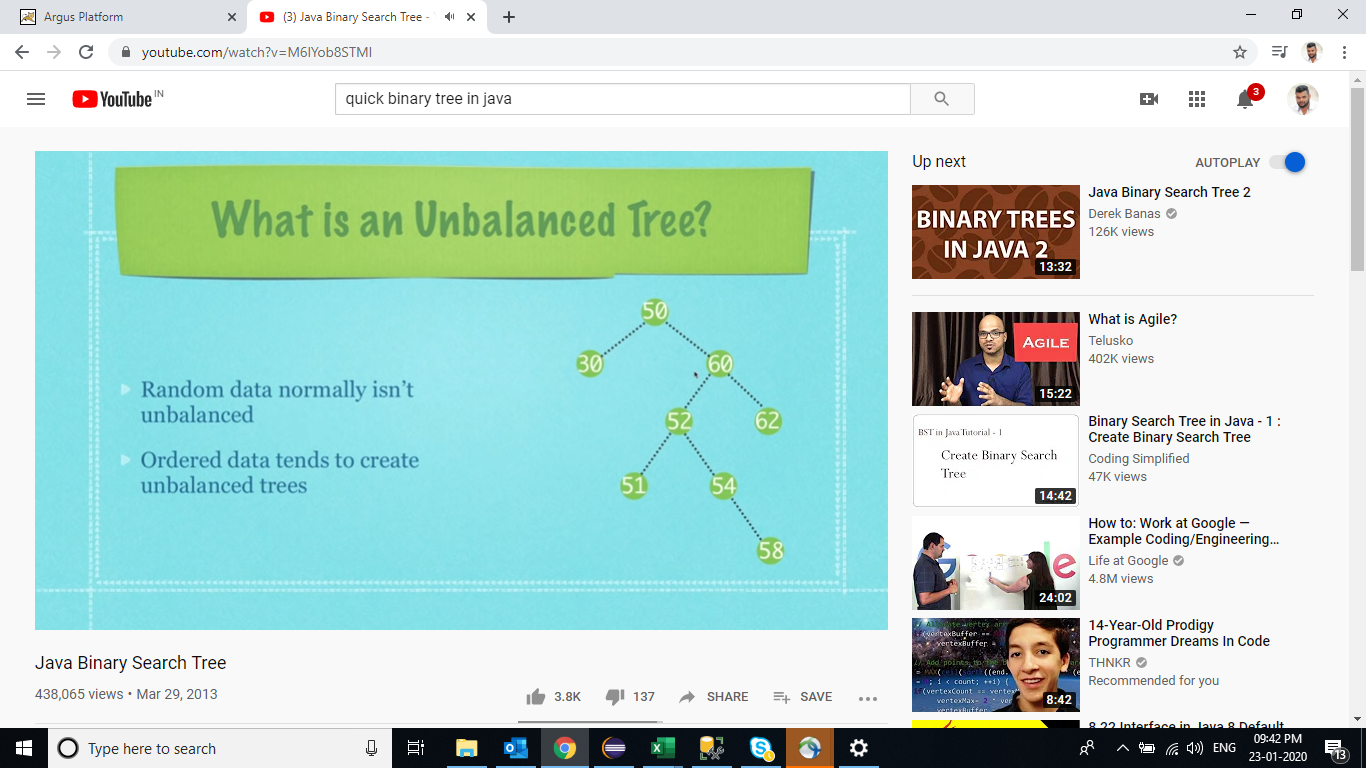 Argus Platform
(3) Java Binary Search Tree -
youtube.com/watch?v=M6lYob8STMI
YouTube IN
quick binary tree in java
3
What is an Unbalanced Tree?
Random data normally isn't
unbalanced
Ordered data tends to create
unbalanced trees
50
30
60
52
62
51
54
58
Java Binary Search Tree
438,065 views • Mar 29, 2013
3.8K
137
SHARE
SAVE
Up next
AUTOPLAY
BINARY TREES
IN JAVA 2
13:32
Java Binary Search Tree 2
Derek Banas
126K views
AGILE
15:22
What is Agile?
Telusko
402K views
BST in Java Tutorial - 1
Create Binary Search
Tree
14:42
Binary Search Tree in Java - 1 :
Create Binary Search Tree
Coding Simplified
47K views
24:02
How to: Work at Google —
Example Coding/Engineering...
Life at Google
4.8M views
8:42
14-Year-Old Prodigy
Programmer Dreams In Code
THNKR
Recommended for you
8.22 Interface in Java 8 Default
Type here to search
ENG
09:42 PM
23-01-2020
13